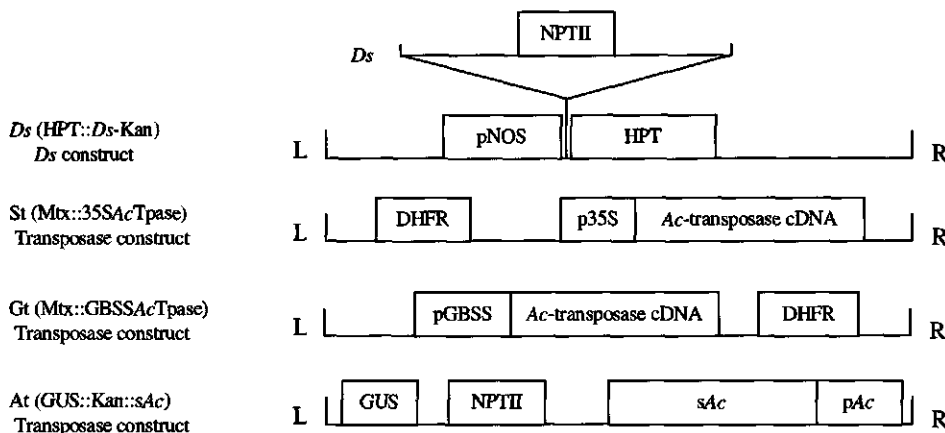 NPTII
Ds
Ds (HPT::Ds-Kan)
Ds construct
L
pNOS
HPT
R
St (Mtx::35SAcTpase)
Transposase construct
L
DHFR
p35S
Ac-transposase cDNA
R
Gt (Mtx::GBSSAcTpase)
Transposase construct
L
pGBSS
Ac-transposase cDNA
DHFR
R
At (GUS::Kan::sAc)
Transposase construct
L
GUS
NPTII
sAc
pAc
R